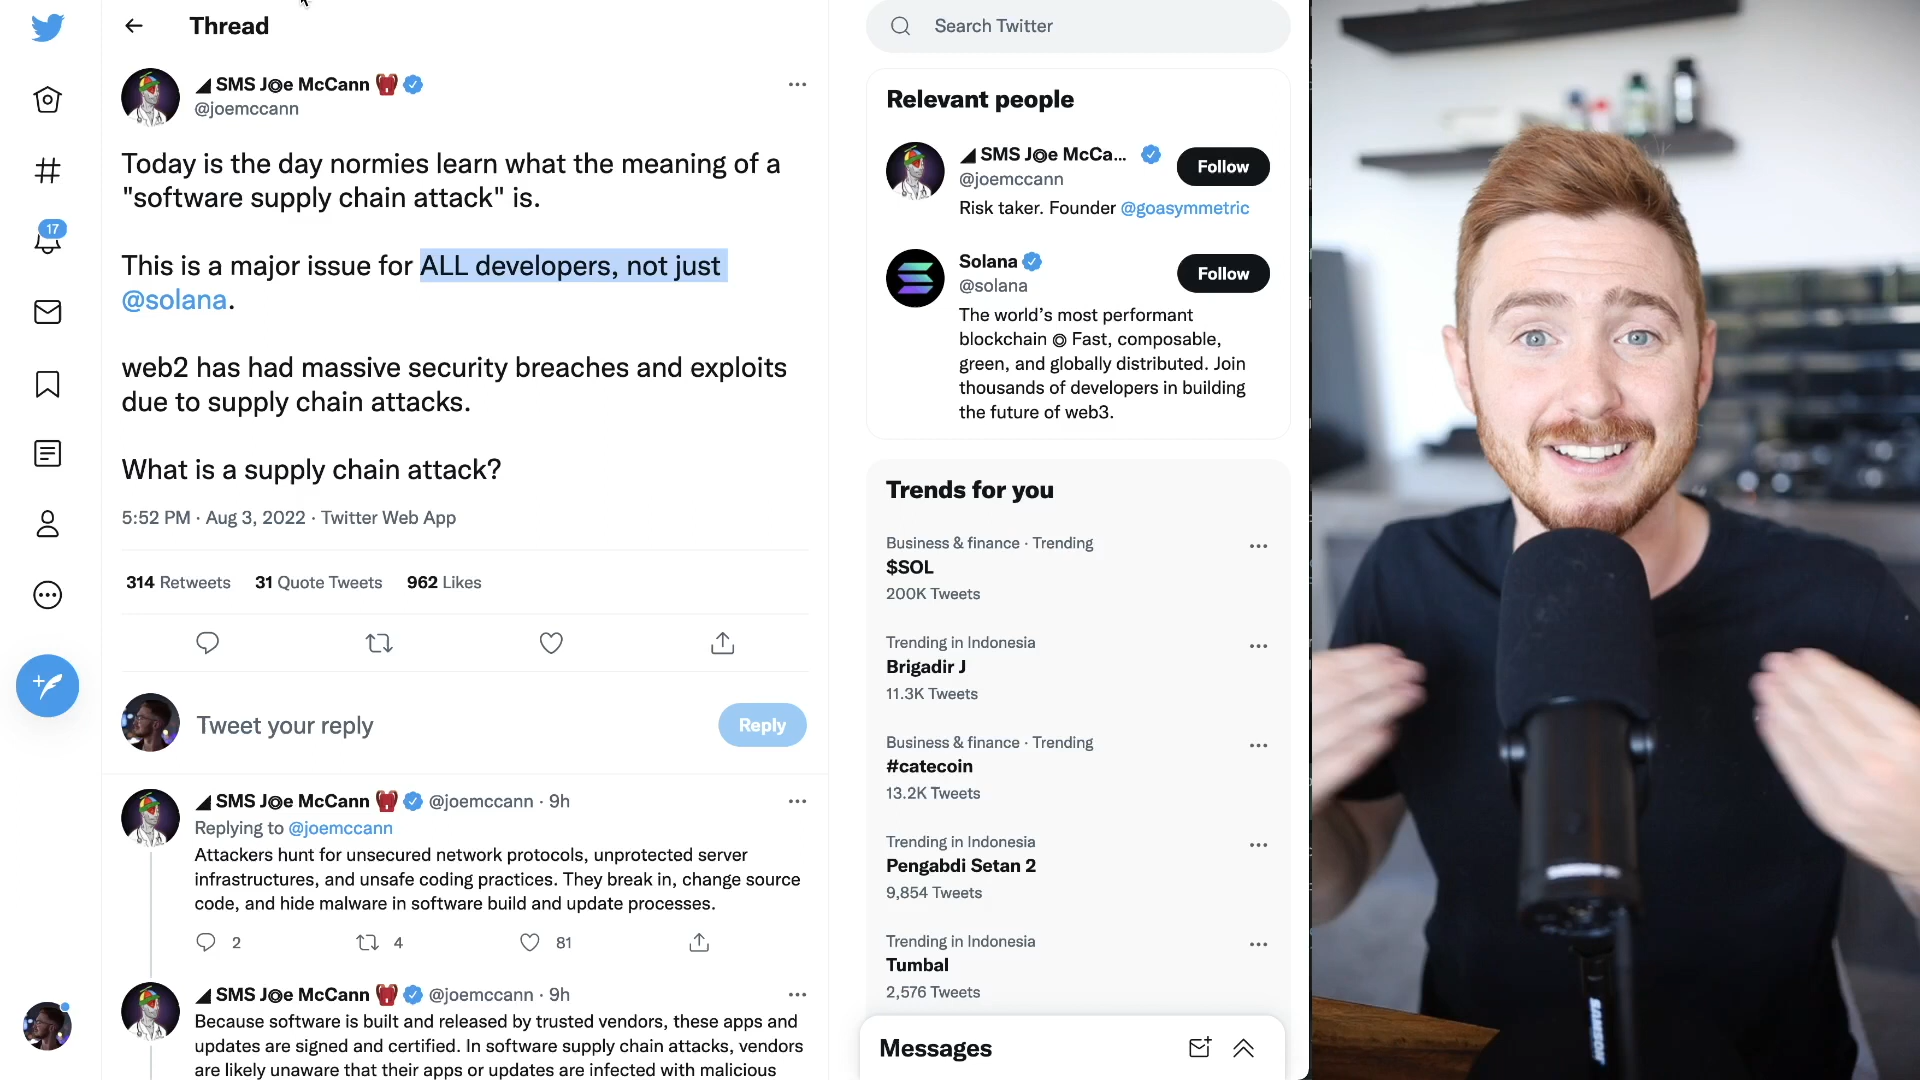 Thread
SMS J◎e McCann
@joemccann
Today is the day normies learn what the meaning of a
"software supply chain attack" is.
This is a major issue for ALL developers, not just
@solana.
web2 has had massive security breaches and exploits
due to supply chain attacks.
What is a supply chain attack?
5:52 PM · Aug 3, 2022 · Twitter Web App
314 Retweets 31 Quote Tweets 962 Likes
Tweet your reply
Reply
SMS J◎e McCann @joemccann · 9h
Replying to @joemccann
Attackers hunt for unsecured network protocols, unprotected server
infrastructures, and unsafe coding practices. They break in, change source
code, and hide malware in software build and update processes.
2 4 81
SMS J◎e McCann @joemccann · 9h
Because software is built and released by trusted vendors, these apps and
updates are signed and certified. In software supply chain attacks, vendors
are likely unaware that their apps or updates are infected with malicious
17
Search Twitter
Relevant people
SMS J◎e McCa...
@joemccann
Follow
Risk taker. Founder @goasymmetric
Solana
@solana
Follow
The world's most performant
blockchain ◎ Fast, composable,
green, and globally distributed. Join
thousands of developers in building
the future of web3.
Trends for you
Business & finance · Trending
$SOL
200K Tweets
Trending in Indonesia
Brigadir J
11.3K Tweets
Business & finance · Trending
#catecoin
13.2K Tweets
Trending in Indonesia
Pengabdi Setan 2
9,854 Tweets
Trending in Indonesia
Tumbal
2,576 Tweets
Messages
SAMSON